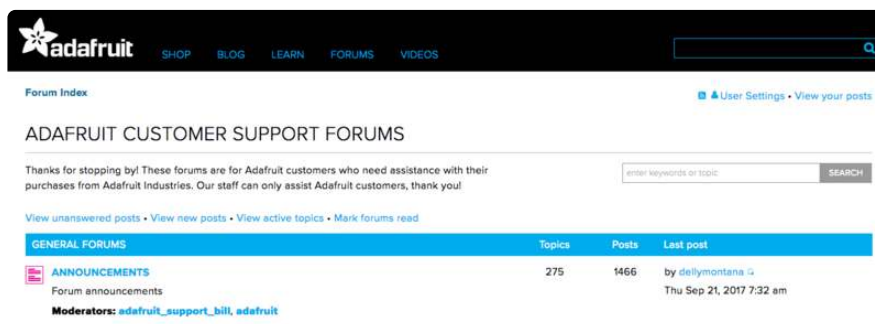 adafruit SHOP BLOG LEARN FORUMS VIDEOS
Forum Index
User Settings • View your posts
ADAFRUIT CUSTOMER SUPPORT FORUMS
Thanks for stopping by! These forums are for Adafruit customers who need assistance with their
purchases from Adafruit Industries. Our staff can only assist Adafruit customers, thank you!
enter keywords or topic SEARCH
View unanswered posts • View new posts • View active topics • Mark forums read
GENERAL FORUMS Topics Posts Last post
ANNOUNCEMENTS 275 1466 by dellymontana
Forum announcements Thu Sep 21, 2017 7:32 am
Moderators: adafruit_support_bill, adafruit